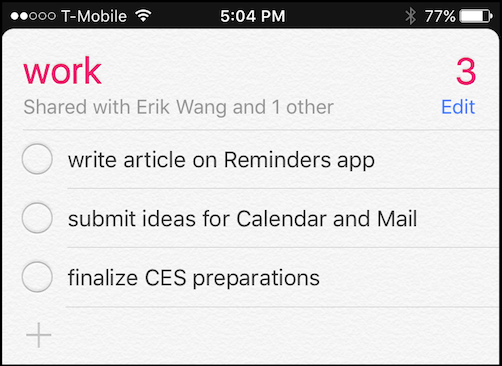 T-Mobile 5:04 PM 77%
work 3
Shared with Erik Wang and 1 other Edit
write article on Reminders app
submit ideas for Calendar and Mail
finalize CES preparations